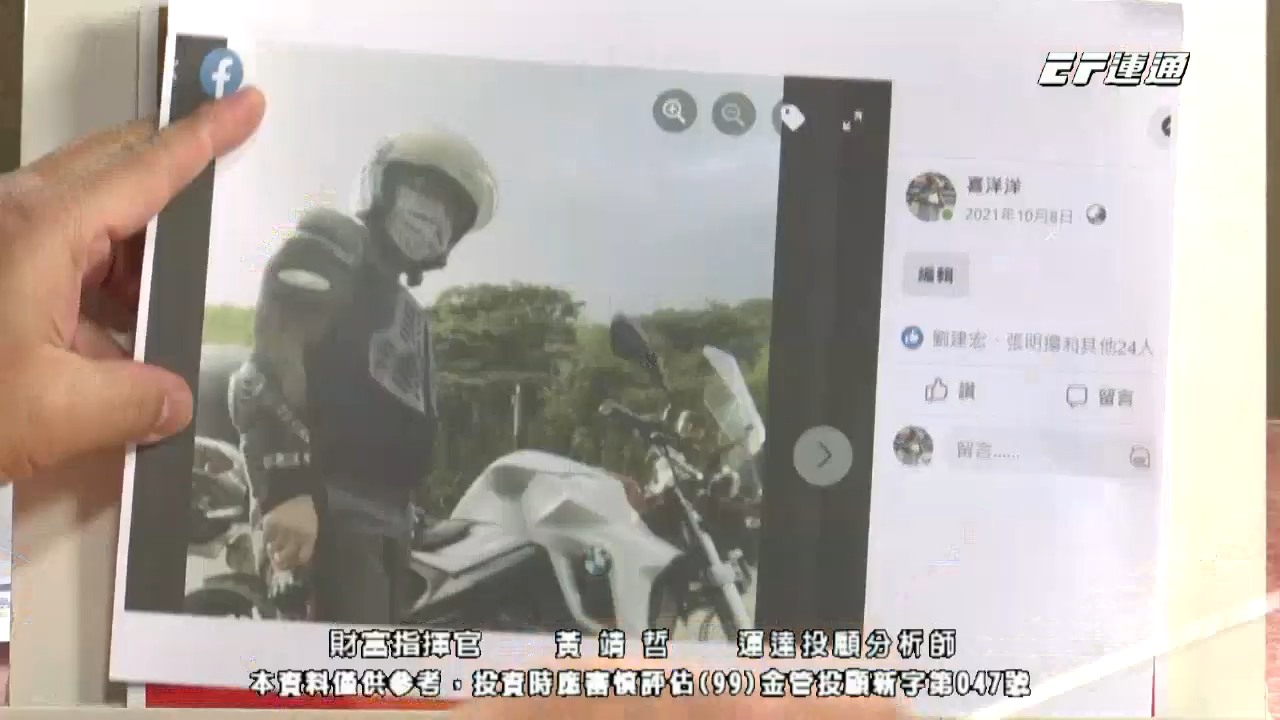 EF運通
喜洋洋
2021年10月8日
編輯
劉建宏、張明擔和其他24人
讚 留言
留言......
財富指揮官 黃靖哲 運達投顧分析師
本資料僅供參考，投資時應審慎評估(99)金管投顧新字第047號